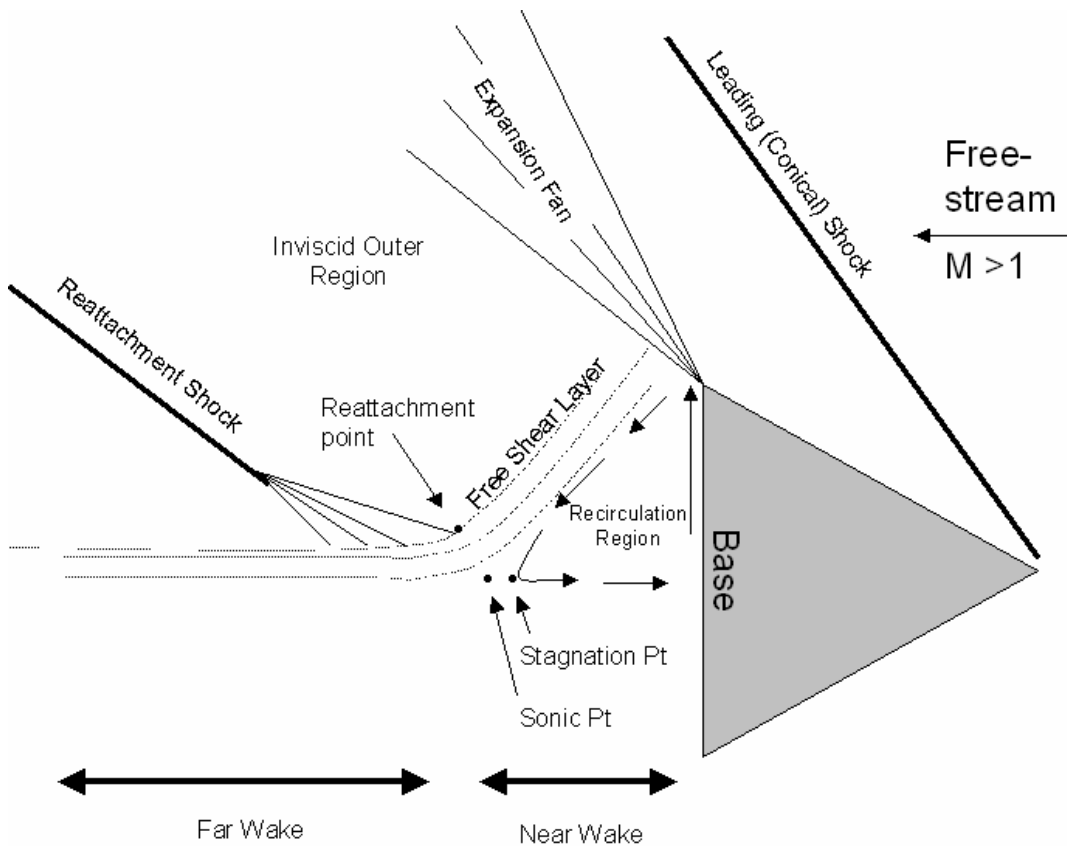 Expansion Fan
Leading (Conical) Shock
Free-
stream
M >1
Inviscid Outer
Region
Reattachment Shock
Reattachment
point
Free Shear Layer
Recirculation
Region
Base
Stagnation Pt
Sonic Pt
Far Wake
Near Wake